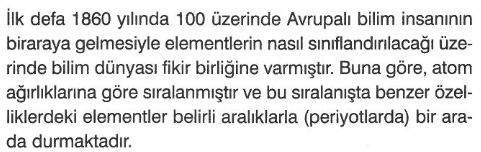 İlk defa 1860 yılında 100 üzerinde Avrupalı bilim insanının
biraraya gelmesiyle elementlerin nasıl sınıflandırılacağı üze-
rinde bilim dünyası fikir birliğine varmıştır. Buna göre, atom
ağırlıklarına göre sıralanmıştır ve bu sıralanışta benzer özel-
liklerdeki elementler belirli aralıklarla (periyotlarda) bir ara-
da durmaktadır.